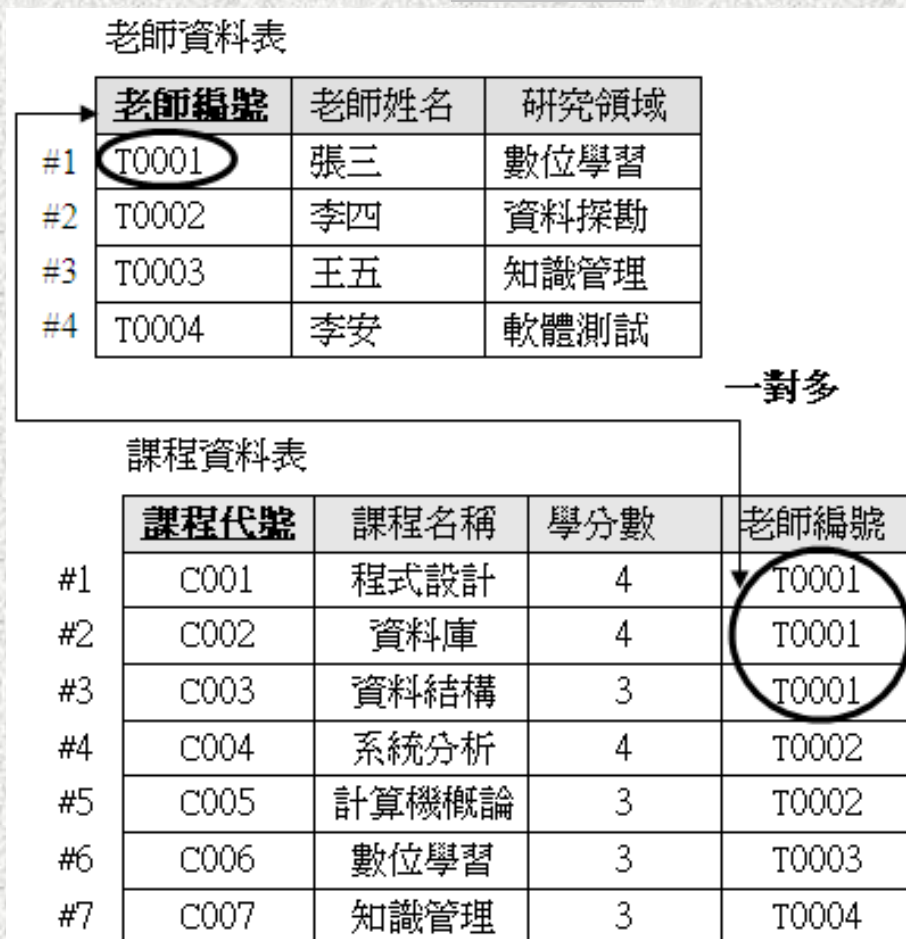 老師資料表
老師編號 老師姓名 研究領域
#1 T0001 張三 數位學習
#2 T0002 李四 資料探勘
#3 T0003 王五 知識管理
#4 T0004 李安 軟體測試
一對多
課程資料表
課程代號 課程名稱 學分數 老師編號
#1 C001 程式設計 4 T0001
#2 C002 資料庫 4 T0001
#3 C003 資料結構 3 T0001
#4 C004 系統分析 4 T0002
#5 C005 計算機概論 3 T0002
#6 C006 數位學習 3 T0003
#7 C007 知識管理 3 T0004